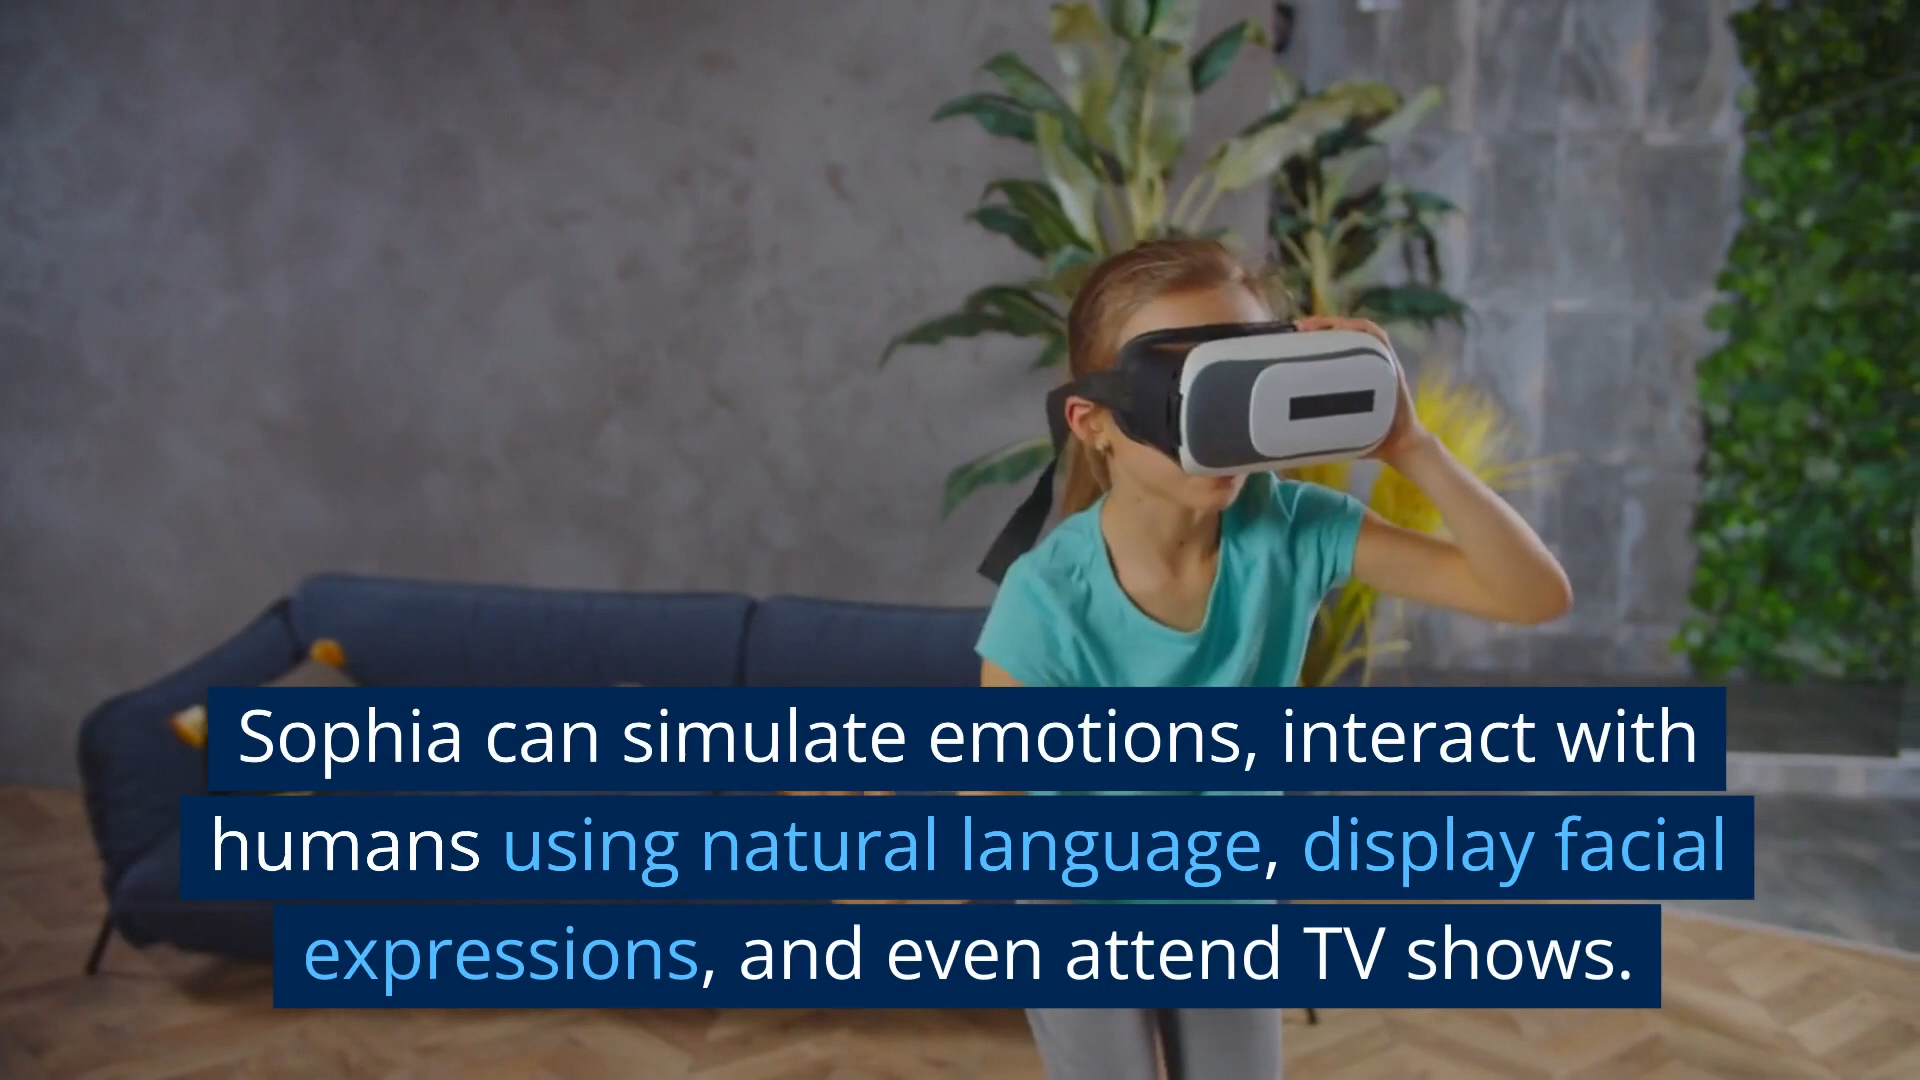 Sophia can simulate emotions, interact with
humans using natural language, display facial
expressions, and even attend TV shows.